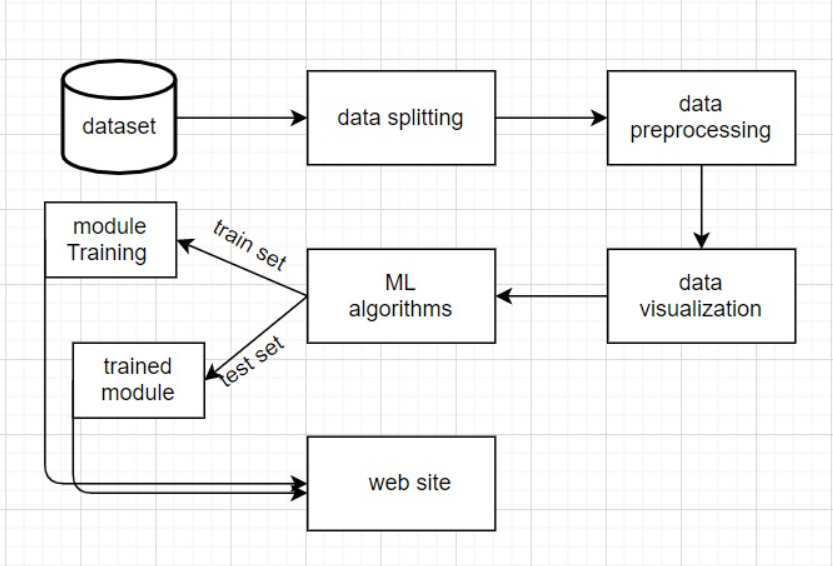 dataset
data splitting
data
preprocessing
module
Training
train set
ML
algorithms
data
visualization
test set
trained
module
web site